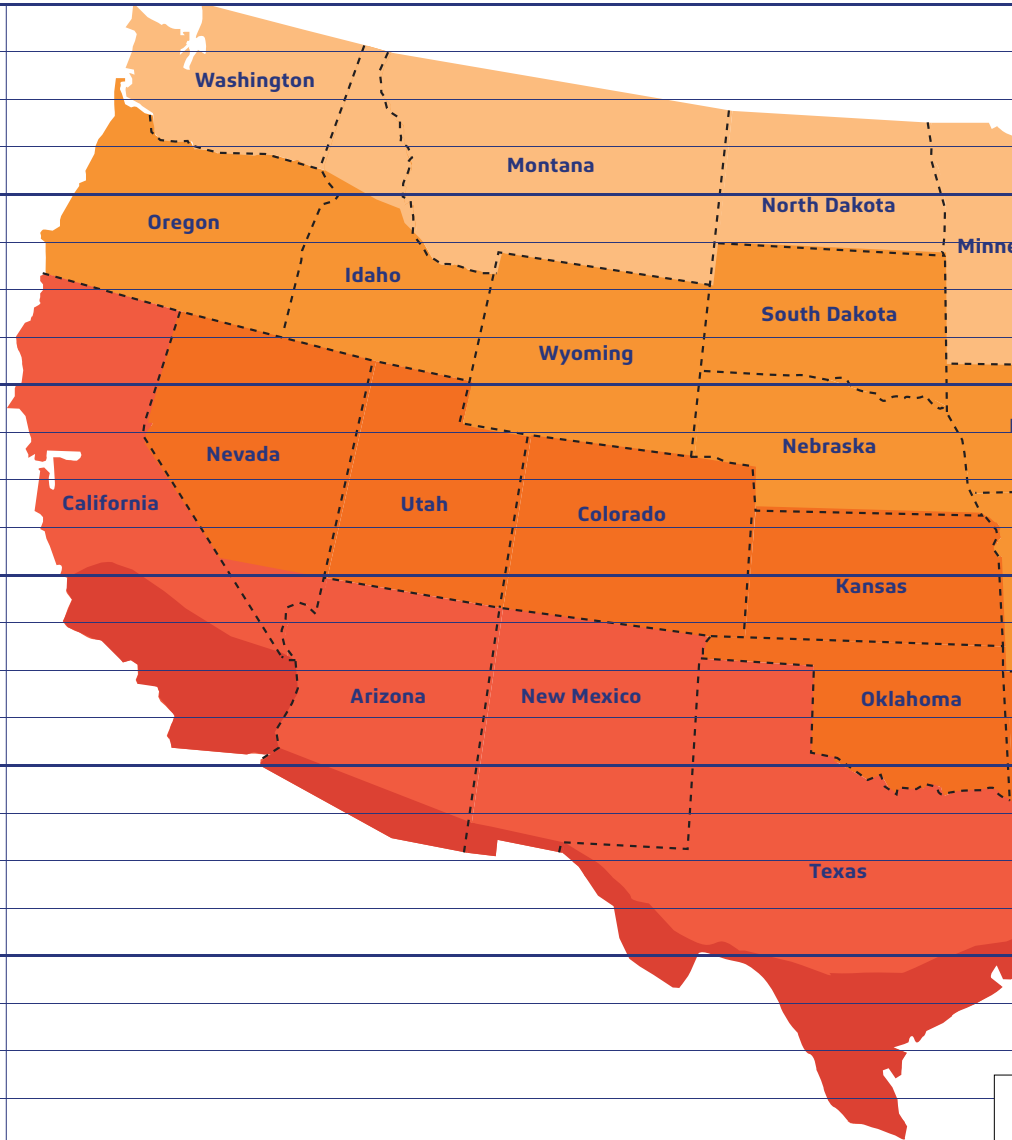 Washington
Montana
North Dakota
Oregon
Minne
Idaho
South Dakota
Wyoming
Nebraska
Nevada
California
Utah
Colorado
Kansas
Arizona
New Mexico
Oklahoma
Texas